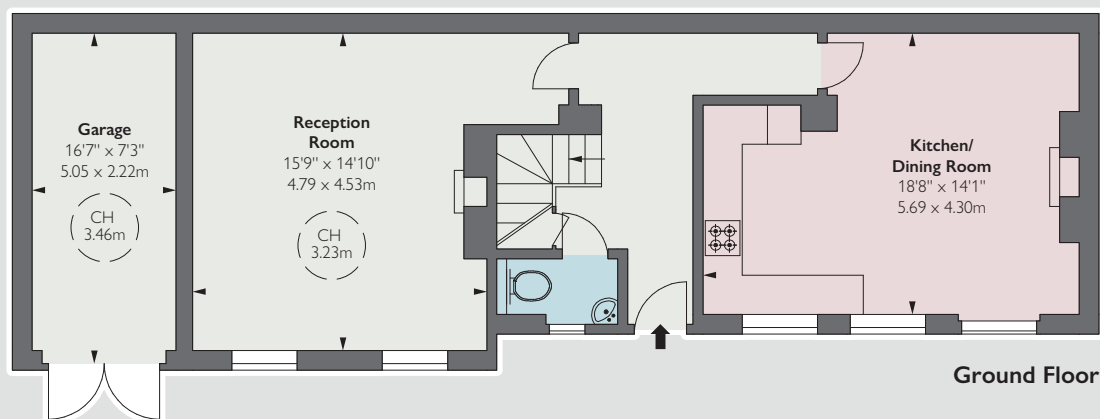 Garage
16'7" x 7'3"
5.05 x 2.22m
CH
3.46m
Reception
Room
15'9" x 14'10"
4.79 x 4.53m
CH
3.23m
Kitchen/
Dining Room
18'8" x 14'1"
5.69 x 4.30m
Ground Floor